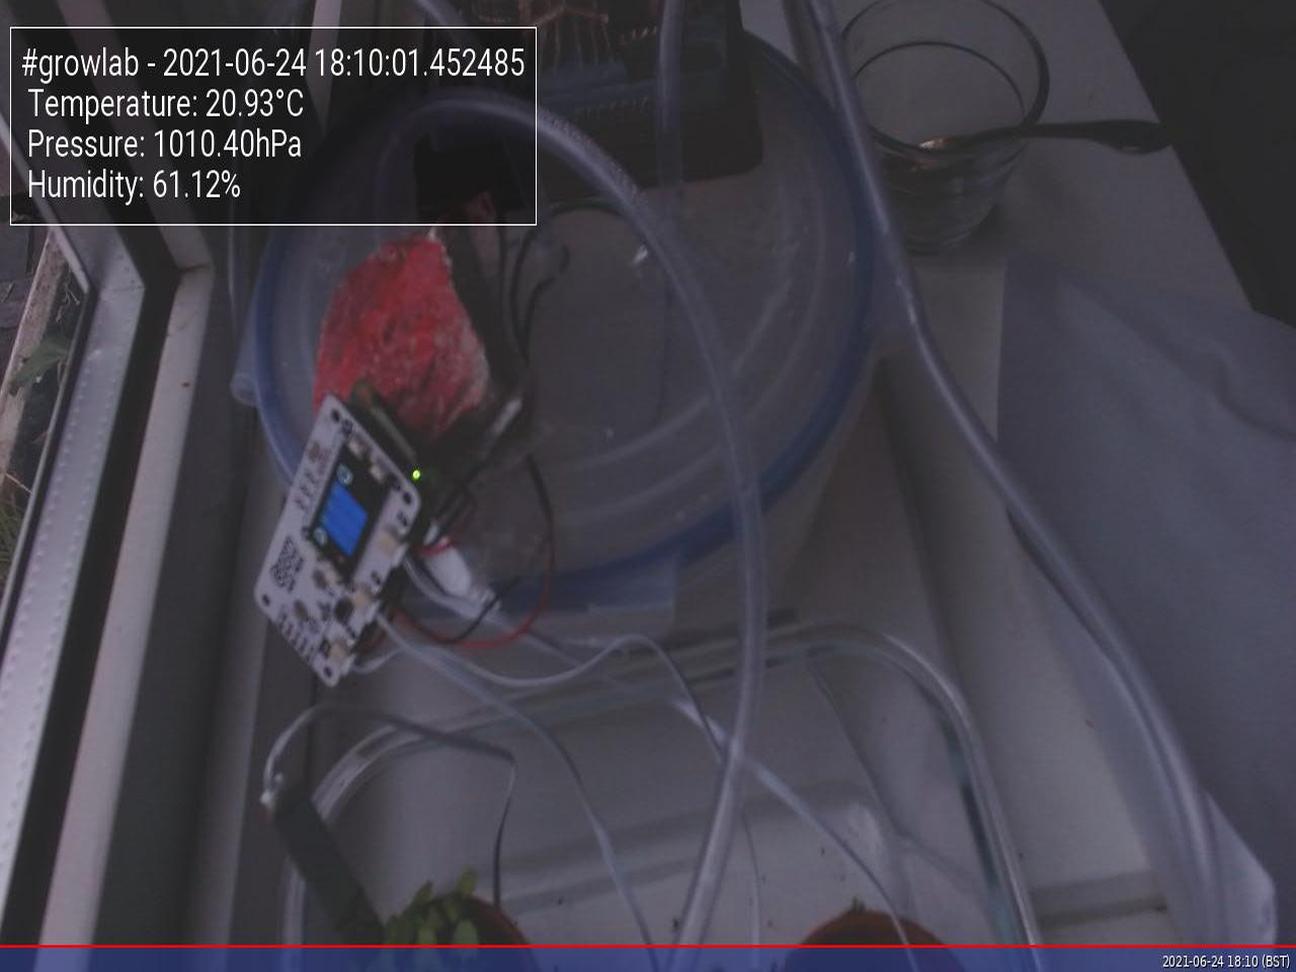 #growlab - 2021-06-24 18:10:01.452485
Temperature: 20.93°C
Pressure: 1010.40hPa
Humidity: 61.12%
2021-06-24 18:10 (BST)